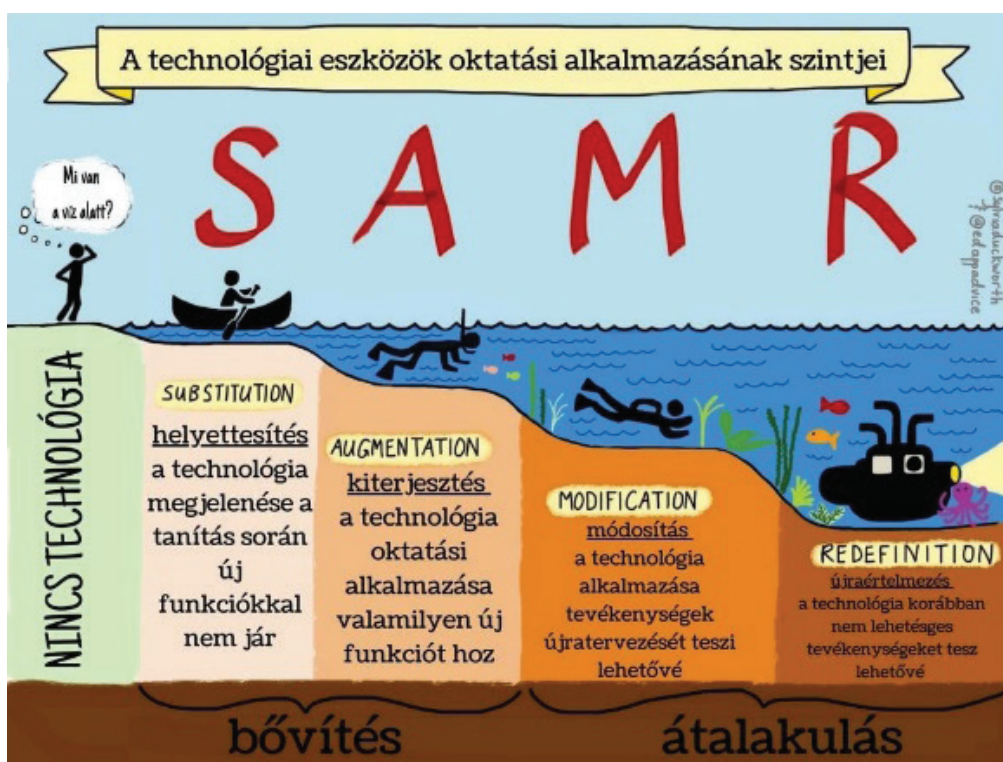 A technológiai eszközök oktatási alkalmazásának szintjei
S A M R
Mi van
a víz alatt?
@sylviaduckworth
& @edappadvice
NINCS TECHNOLÓGIA
SUBSTITUTION
helyettesítés
a technológia
megjelenése a
tanítás során
új
funkciókkal
nem jár
AUGMENTATION
kiterjesztés
a technológia
oktatási
alkalmazása
valamilyen új
funkciót hoz
MODIFICATION
módosítás
a technológia
alkalmazása
tevékenységek
újratervezését teszi
lehetővé
REDEFINITION
újraértelmezés
a technológia korábban
nem lehetésges
tevékenységeket tesz
lehetővé
bővítés
átalakulás